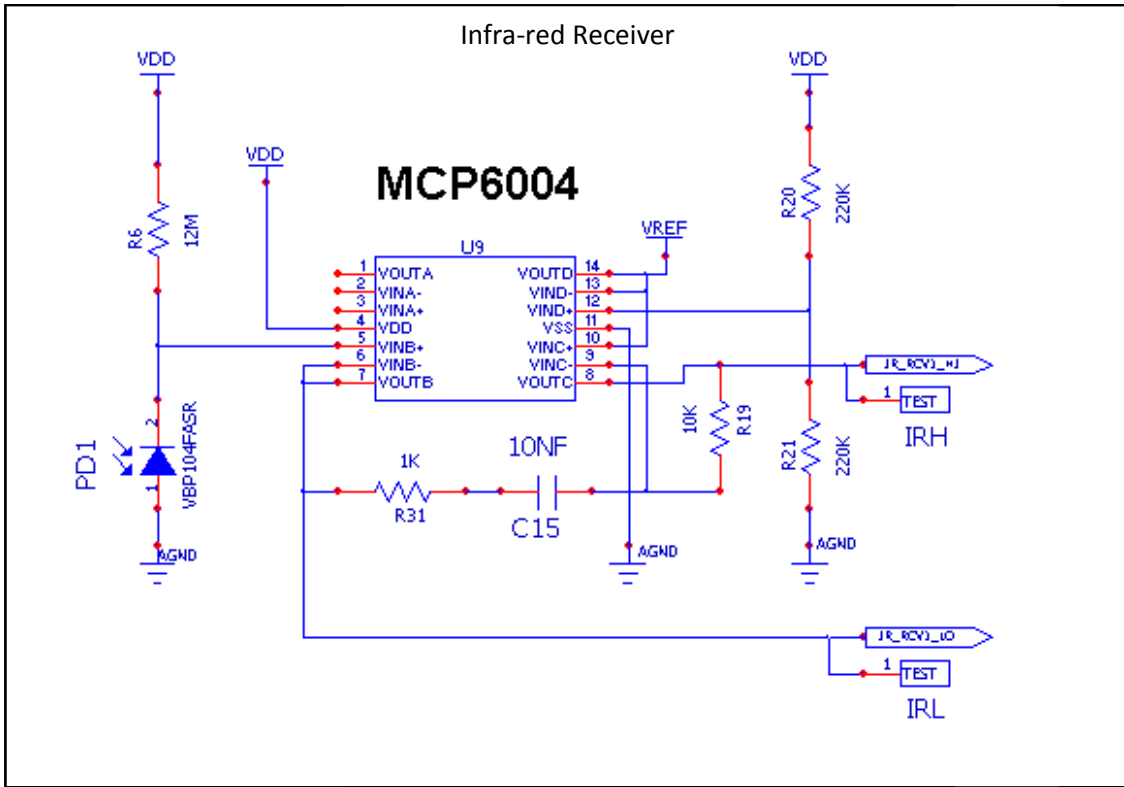 Infra-red Receiver
VDD
VDD
VDD
MCP6004
R6
12M
R20
220K
VREF
U9
1 VOUTA
2 VINA-
3 VINA+
4 VDD
5 VINB+
6 VINB-
7 VOUTB
VOUTD 14
VIND- 13
VIND+ 12
VSS 11
VINC+ 10
VINC- 9
VOUTC 8
IR_RCV1_HI
1 TEST
IRH
10K
R19
R21
220K
PD1
2
1
VBP104FASR
1K
R31
10NF
C15
AGND
AGND
AGND
IR_RCV1_LO
1 TEST
IRL